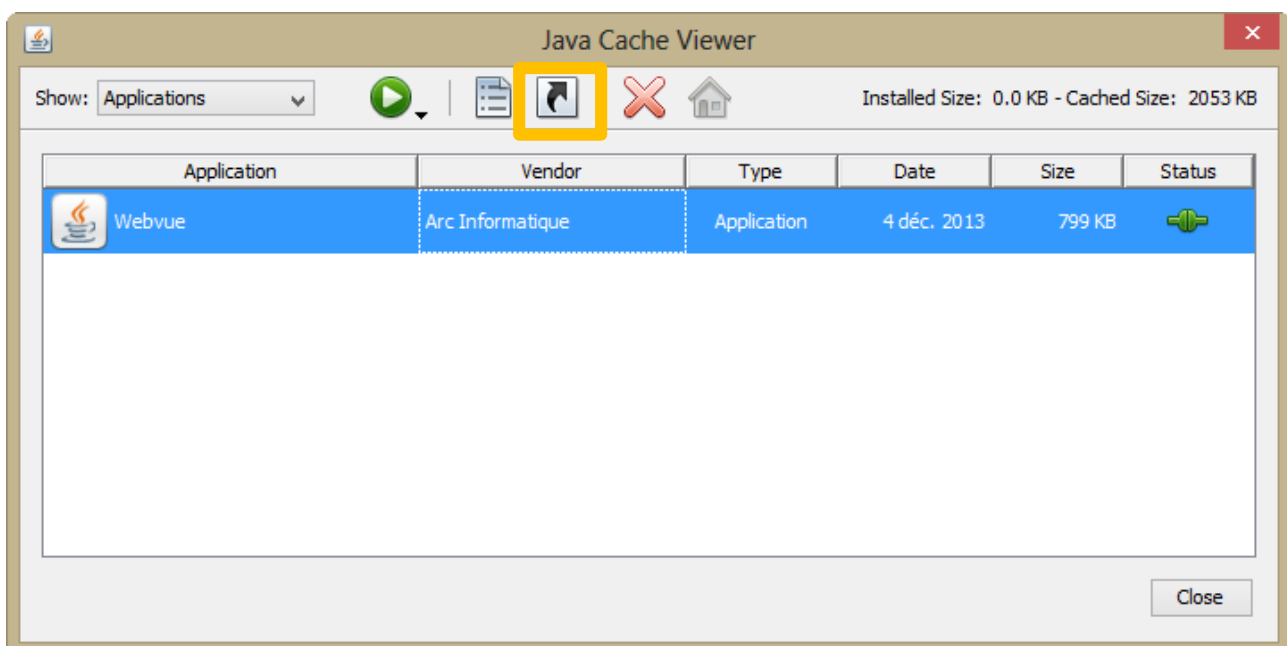 Java Cache Viewer
Show: Applications Installed Size: 0.0 KB - Cached Size: 2053 KB
Application Vendor Type Date Size Status
Webvue Arc Informatique Application 4 déc. 2013 799 KB
Close